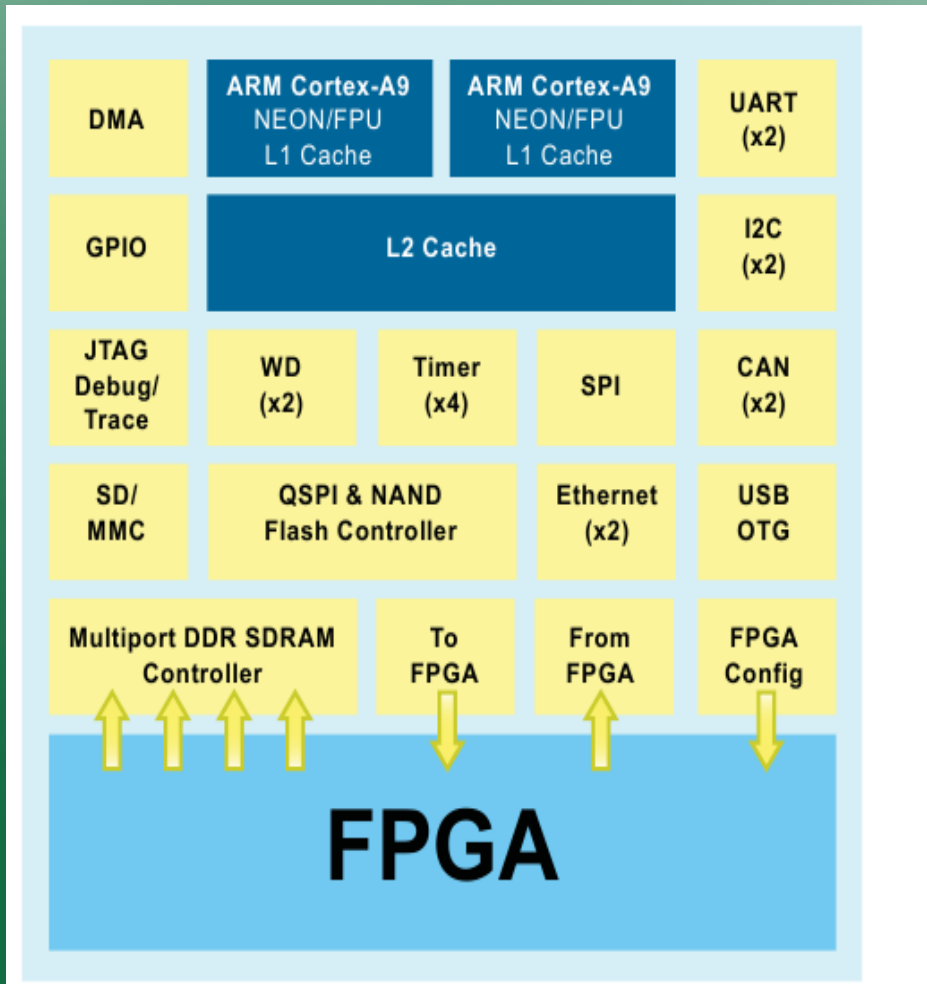 DMA
ARM Cortex-A9
NEON/FPU
L1 Cache
ARM Cortex-A9
NEON/FPU
L1 Cache
UART
(x2)
GPIO
L2 Cache
I2C
(x2)
JTAG
Debug/
Trace
WD
(x2)
Timer
(x4)
SPI
CAN
(x2)
SD/
MMC
QSPI & NAND
Flash Controller
Ethernet
(x2)
USB
OTG
Multiport DDR SDRAM
Controller
To
FPGA
From
FPGA
FPGA
Config
FPGA